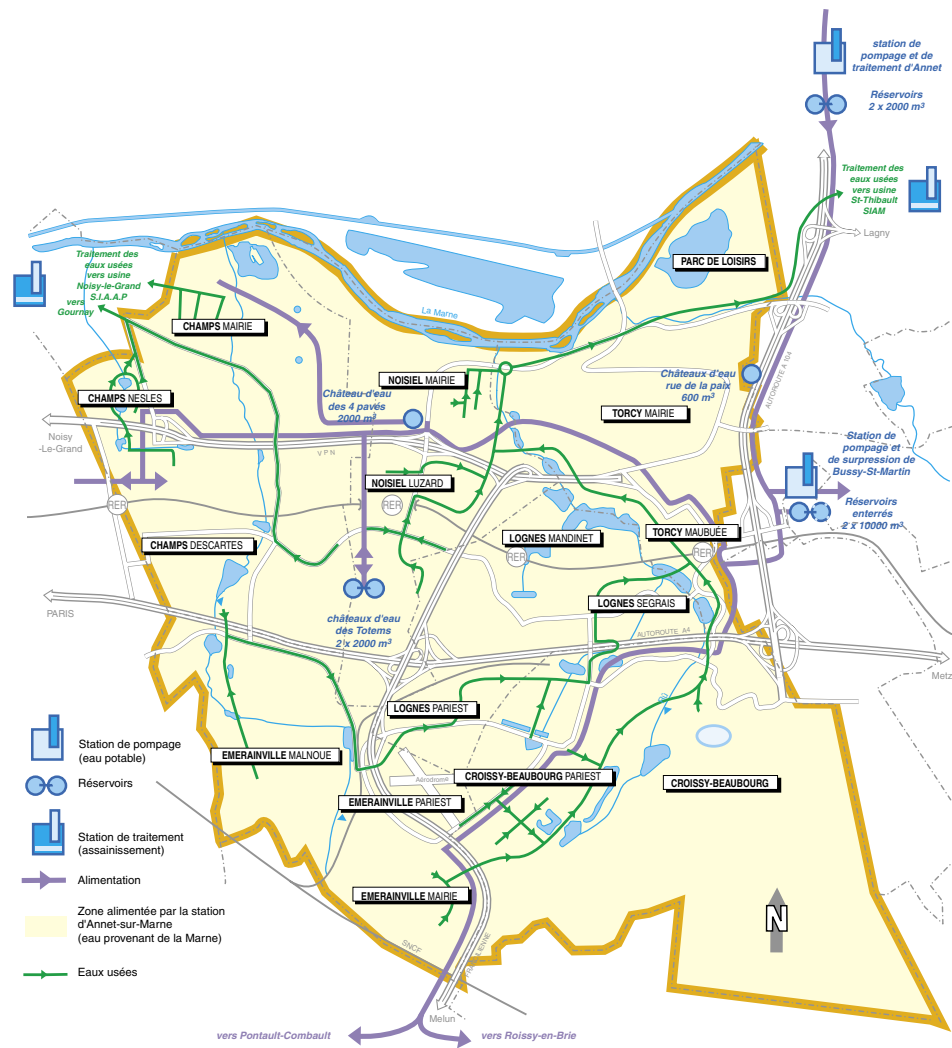 station de
pompage et de
traitement d'Annet
Réservoirs
2 x 2000 m³
Traitement des
eaux usées
vers usine
St-Thibault
SIAM
Lagny
PARC DE LOISIRS
Traitement des
eaux usées
vers usine
Noisy-le-Grand
S.I.A.A.P
vers
Gournay
La Marne
CHAMPS MAIRIE
AUTOROUTE A 104
NOISIEL MAIRIE
Châteaux d'eau
rue de la paix
600 m³
CHAMPS NESLES
Château d'eau
des 4 pavés
2000 m³
TORCY MAIRIE
Noisy
-Le-Grand
VPN
Station de
pompage et
de surpression de
Bussy-St-Martin
NOISIEL LUZARD
RER
RER
Réservoirs
enterrés
2 x 10000 m³
CHAMPS DESCARTES
LOGNES MANDINET
TORCY MAUBUÉE
RER
RER
PARIS
châteaux d'eau
des Totems
2 x 2000 m³
LOGNES SEGRAIS
AUTOROUTE A4
Metz
LOGNES PARIEST
EMERAINVILLE MALNOUE
Aérodrome
CROISSY-BEAUBOURG PARIEST
CROISSY-BEAUBOURG
EMERAINVILLE PARIEST
EMERAINVILLE MAIRIE
N
SNCF
FRANCILIENNE
Melun
vers Pontault-Combault
vers Roissy-en-Brie
Station de pompage
(eau potable)
Réservoirs
Station de traitement
(assainissement)
Alimentation
Zone alimentée par la station
d'Annet-sur-Marne
(eau provenant de la Marne)
Eaux usées